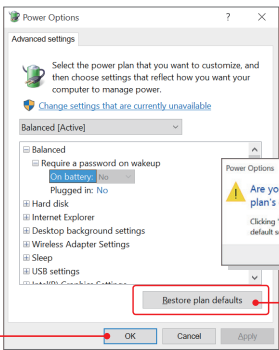 Power Options ? ×
Advanced settings
Select the power plan that you want to customize, and
then choose settings that reflect how you want your
computer to manage power.
Change settings that are currently unavailable
Balanced [Active]
Balanced
Require a password on wakeup
On battery: No
Plugged in: No
Hard disk
Internet Explorer
Desktop background settings
Wireless Adapter Settings
Sleep
USB settings
Intel(R) Graphics Settings
Power Options
Are yo
plan's
Clicking '
default s
Restore plan defaults
OK Cancel Apply